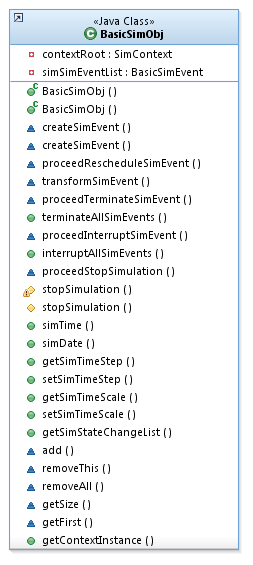 «Java Class»
BasicSimObj
contextRoot : SimContext
simSimEventList : BasicSimEvent
BasicSimObj ( )
BasicSimObj ( )
createSimEvent ( )
createSimEvent ( )
proceedRescheduleSimEvent ( )
transformSimEvent ( )
proceedTerminateSimEvent ( )
terminateAllSimEvents ( )
proceedInterruptSimEvent ( )
interruptAllSimEvents ( )
proceedStopSimulation ( )
stopSimulation ( )
stopSimulation ( )
simTime ( )
simDate ( )
getSimTimeStep ( )
setSimTimeStep ( )
getSimTimeScale ( )
setSimTimeScale ( )
getSimStateChangeList ( )
add ( )
removeThis ( )
removeAll ( )
getSize ( )
getFirst ( )
getContextInstance ( )